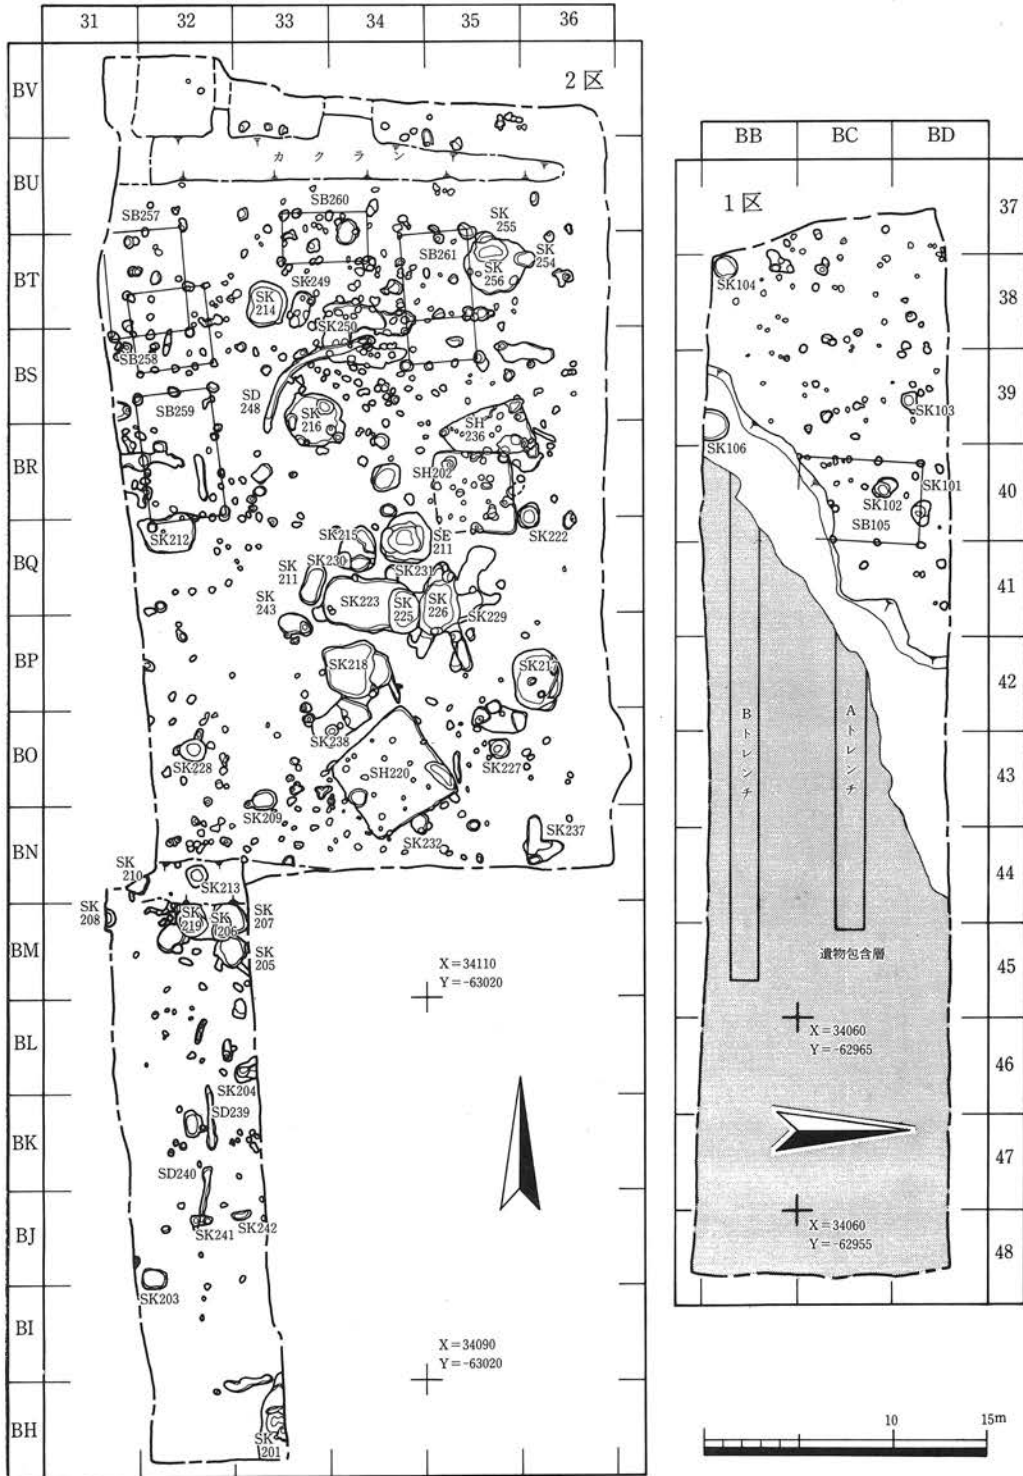 31 32 33 34 35 36
BV
BU
BT
BS
BR
BQ
BP
BO
BN
BM
BL
BK
BJ
BI
BH
2区
カクラン
SB257
SB260
SK
255
SK
254
SB261
SK
256
SK249
SK
214
SK250
SB258
SD
248
SB259
SK
216
SH
236
SH202
SK212
SK215
SE
211
SK222
SK230
SK231
SK
211
SK223
SK
225
SK
226
SK229
SK
243
SK218
SK217
SK238
SK228
SH220
SK227
SK209
SK232
SK237
SK
210
SK213
SK
208
SK
219
SK
206
SK
207
SK
205
X=34110
Y=-63020
SK204
SD239
SD240
SK241
SK242
SK203
X=34090
Y=-63020
SK
201
BB BC BD
37
38
39
40
41
42
43
44
45
46
47
48
1区
SK104
SK103
SK106
SK101
SK102
SB105
Bトレンチ
Aトレンチ
遺物包含層
X=34060
Y=-62965
X=34060
Y=-62955
10 15m